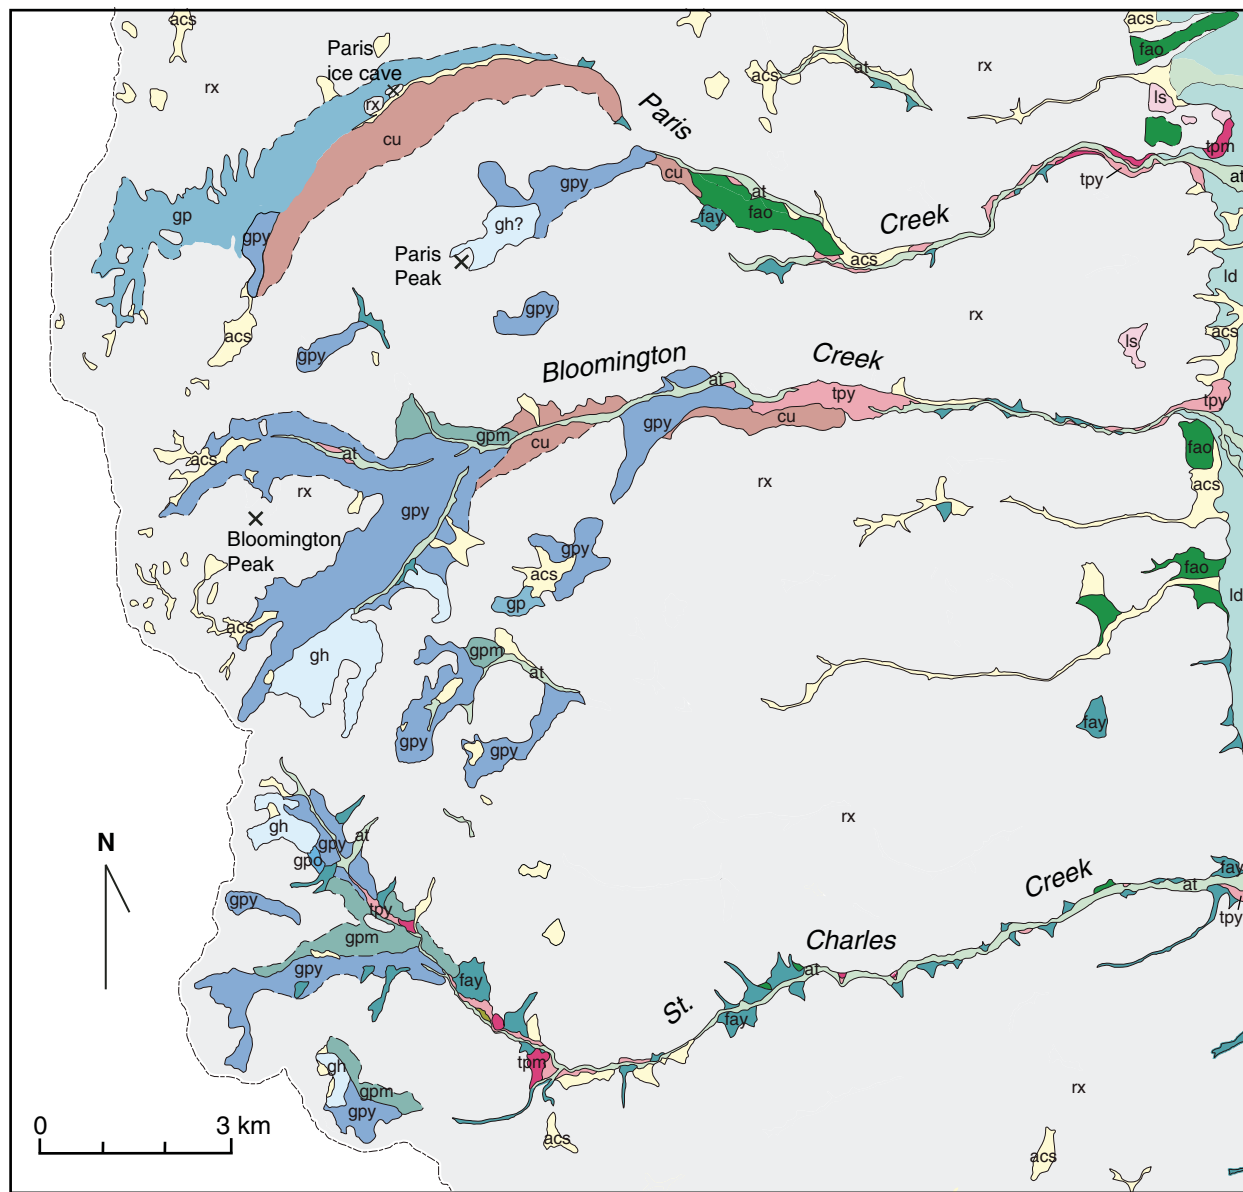 acs
acs
Paris
ice cave
fao
rx
rx
acs
at
rx
ls
rx
cu
Paris
tpm
cu
at
tpy
at
gpy
gp
gpy
gh?
fay
fao
Creek
acs
Paris
Peak
ld
gpy
rx
acs
acs
ls
gpy
Bloomington
Creek
at
tpy
tpy
gpm
cu
gpy
cu
fao
acs
at
rx
rx
acs
gpy
Bloomington
Peak
gpy
acs
gp
fao
ld
acs
gh
gpm
at
gpy
gpy
fay
gh
gpy
at
gpo
rx
N
gpy
tpy
gpm
gpy
fay
Creek
fay
at
tpy
Charles
at
St.
fay
tpm
gh
gpm
gpy
rx
0
3 km
acs
acs